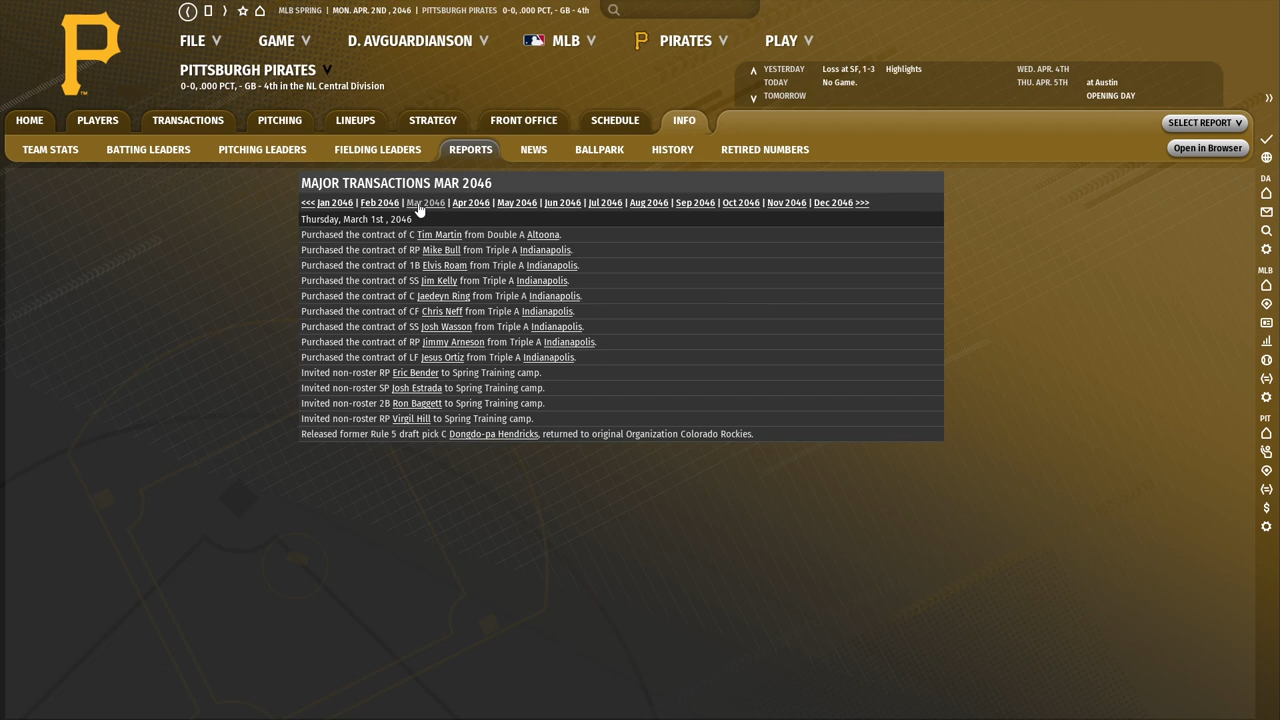 MLB SPRING | MON. APR. 2ND , 2046 | PITTSBURGH PIRATES 0-0, .000 PCT, - GB - 4th
FILE GAME D. AVGUARDIANSON MLB PIRATES PLAY
PITTSBURGH PIRATES
0-0, .000 PCT, - GB - 4th in the NL Central Division
YESTERDAY Loss at SF, 1-3 Highlights WED. APR. 4TH
TODAY No Game. THU. APR. 5TH at Austin
TOMORROW OPENING DAY
HOME PLAYERS TRANSACTIONS PITCHING LINEUPS STRATEGY FRONT OFFICE SCHEDULE INFO SELECT REPORT
TEAM STATS BATTING LEADERS PITCHING LEADERS FIELDING LEADERS REPORTS NEWS BALLPARK HISTORY RETIRED NUMBERS Open in Browser
MAJOR TRANSACTIONS MAR 2046
<<< Jan 2046 | Feb 2046 | Mar 2046 | Apr 2046 | May 2046 | Jun 2046 | Jul 2046 | Aug 2046 | Sep 2046 | Oct 2046 | Nov 2046 | Dec 2046 >>>
Thursday, March 1st , 2046
Purchased the contract of C Tim Martin from Double A Altoona.
Purchased the contract of RP Mike Bull from Triple A Indianapolis.
Purchased the contract of 1B Elvis Roam from Triple A Indianapolis.
Purchased the contract of SS Jim Kelly from Triple A Indianapolis.
Purchased the contract of C Jaedeyn Ring from Triple A Indianapolis.
Purchased the contract of CF Chris Neff from Triple A Indianapolis.
Purchased the contract of SS Josh Wasson from Triple A Indianapolis.
Purchased the contract of RP Jimmy Arneson from Triple A Indianapolis.
Purchased the contract of LF Jesus Ortiz from Triple A Indianapolis.
Invited non-roster RP Eric Bender to Spring Training camp.
Invited non-roster SP Josh Estrada to Spring Training camp.
Invited non-roster 2B Ron Baggett to Spring Training camp.
Invited non-roster RP Virgil Hill to Spring Training camp.
Released former Rule 5 draft pick C Dongdo-pa Hendricks, returned to original Organization Colorado Rockies.
DA
MLB
PIT